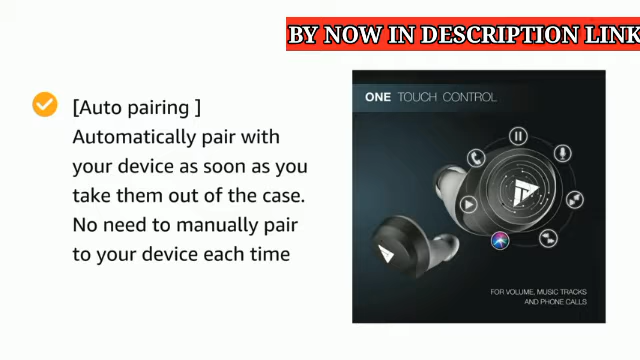 BY NOW IN DESCRIPTION LINK
[Auto pairing ]
Automatically pair with
your device as soon as you
take them out of the case.
No need to manually pair
to your device each time
ONE TOUCH CONTROL
FOR VOLUME, MUSIC TRACKS
AND PHONE CALLS